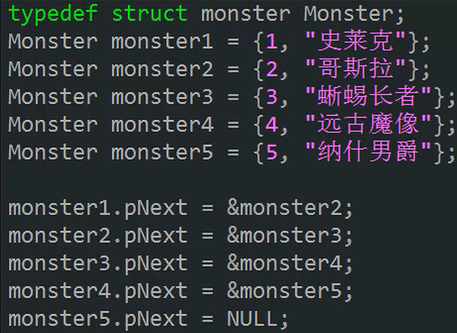 typedef struct monster Monster;
Monster monster1 = {1, "史莱克"};
Monster monster2 = {2, "哥斯拉"};
Monster monster3 = {3, "蜥蜴长者"};
Monster monster4 = {4, "远古魔像"};
Monster monster5 = {5, "纳什男爵"};
monster1.pNext = &monster2;
monster2.pNext = &monster3;
monster3.pNext = &monster4;
monster4.pNext = &monster5;
monster5.pNext = NULL;